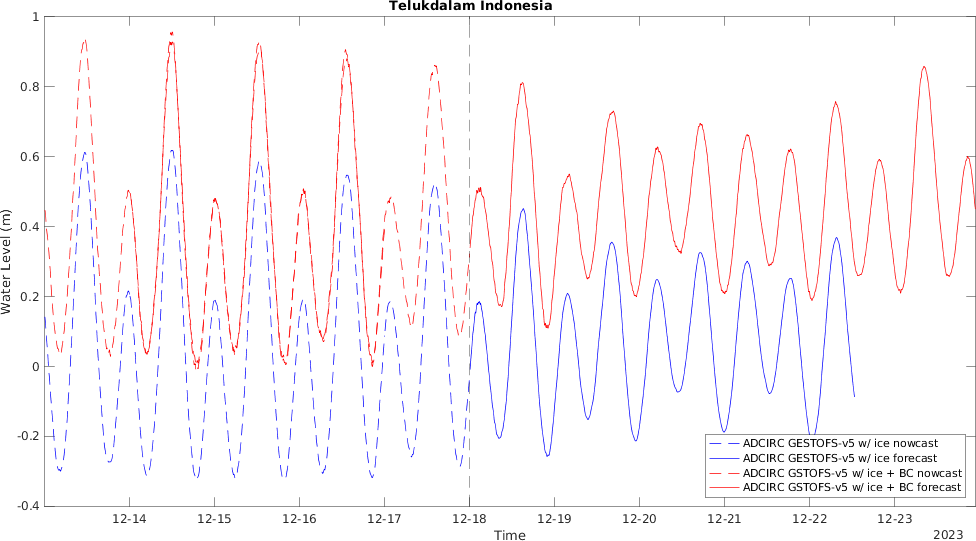 Telukdalam Indonesia
1
0.8
0.6
0.4
0.2
0
-0.2
-0.4
Water Level (m)
ADCIRC GESTOFS-v5 w/ ice nowcast
ADCIRC GESTOFS-v5 w/ ice forecast
ADCIRC GSTOFS-v5 w/ ice + BC nowcast
ADCIRC GSTOFS-v5 w/ ice + BC forecast
12-14 12-15 12-16 12-17 12-18 12-19 12-20 12-21 12-22 12-23
Time
2023